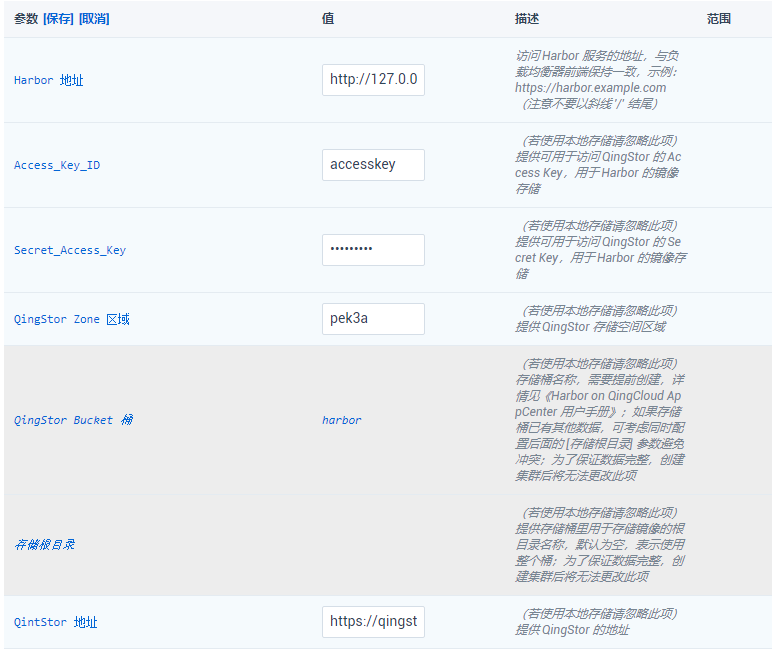 参数 [保存] [取消] 值 描述 范围
Harbor 地址
http://127.0.0
访问 Harbor 服务的地址，与负
载均衡器前端保持一致，示例：
https://harbor.example.com
（注意不要以斜线 '/' 结尾）
Access_Key_ID
accesskey
（若使用本地存储请忽略此项）
提供可用于访问 QingStor 的 Ac
cess Key，用于 Harbor 的镜像
存储
Secret_Access_Key
•••••••••
（若使用本地存储请忽略此项）
提供可用于访问 QingStor 的 Se
cret Key，用于 Harbor 的镜像存
储
QingStor Zone 区域
pek3a
（若使用本地存储请忽略此项）
提供 QingStor 存储空间区域
QingStor Bucket 桶
harbor
（若使用本地存储请忽略此项）
存储桶名称，需要提前创建，详
情见《Harbor on QingCloud Ap
pCenter 用户手册》；如果存储
桶已有其他数据，可考虑同时配
置后面的 [存储根目录] 参数避免
冲突；为了保证数据完整，创建
集群后将无法更改此项
存储根目录
（若使用本地存储请忽略此项）
提供存储桶里用于存储镜像的根
目录名称，默认为空，表示使用
整个桶；为了保证数据完整，创
建集群后将无法更改此项
QintStor 地址
https://qingst
（若使用本地存储请忽略此项）
提供 QingStor 的地址